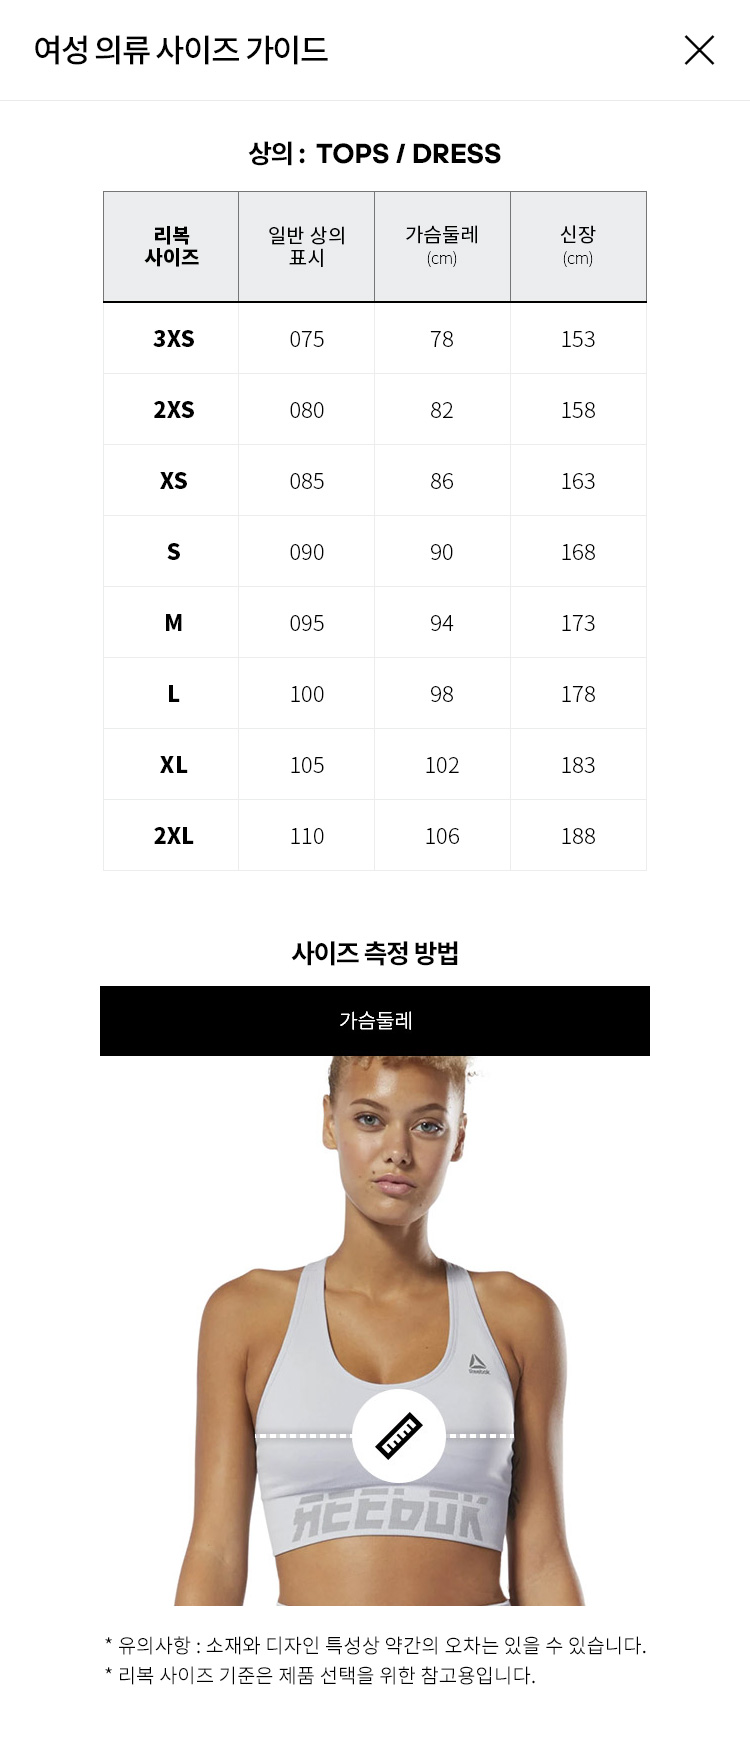 여성 의류 사이즈 가이드
상의 : TOPS / DRESS
리복 사이즈 일반 상의 표시 가슴둘레 (cm) 신장 (cm)
3XS 075 78 153
2XS 080 82 158
XS 085 86 163
S 090 90 168
M 095 94 173
L 100 98 178
XL 105 102 183
2XL 110 106 188
사이즈 측정 방법
가슴둘레
Reebok
REEBOK
* 유의사항 : 소재와 디자인 특성상 약간의 오차는 있을 수 있습니다.
* 리복 사이즈 기준은 제품 선택을 위한 참고용입니다.